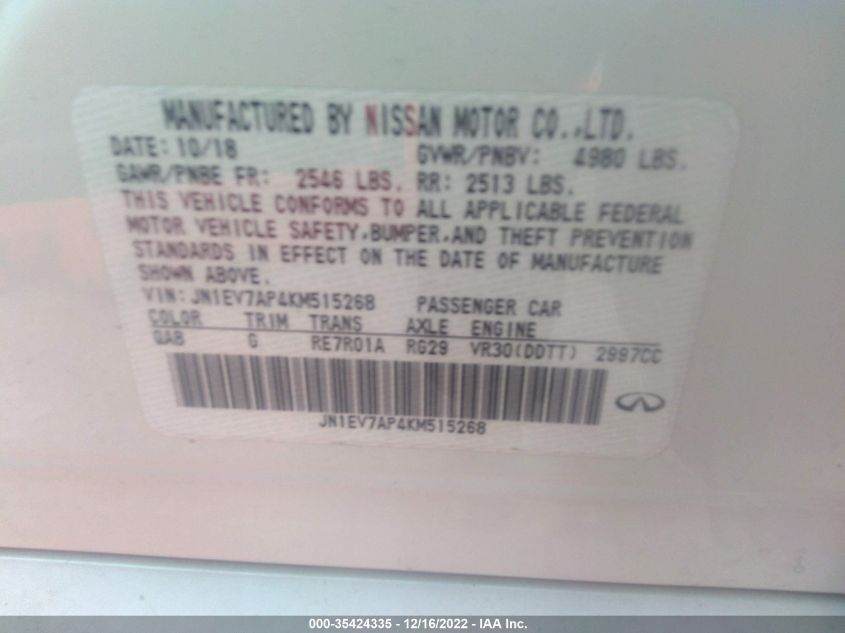 MANUFACTURED BY NISSAN MOTOR CO.,LTD.
DATE: 10/18 GVWR/PNBV: 4980 LBS.
GAWR/PNBE FR: 2546 LBS. RR: 2513 LBS.
THIS VEHICLE CONFORMS TO ALL APPLICABLE FEDERAL
MOTOR VEHICLE SAFETY,BUMPER,AND THEFT PREVENTION
STANDARDS IN EFFECT ON THE DATE OF MANUFACTURE
SHOWN ABOVE.
VIN: JN1EV7AP4KM515268 PASSENGER CAR
COLOR TRIM TRANS AXLE ENGINE
QAB G RE7R01A RG29 VR30(DDTT) 2997CC
JN1EV7AP4KM515268
000-35424335 - 12/16/2022 - IAA Inc.